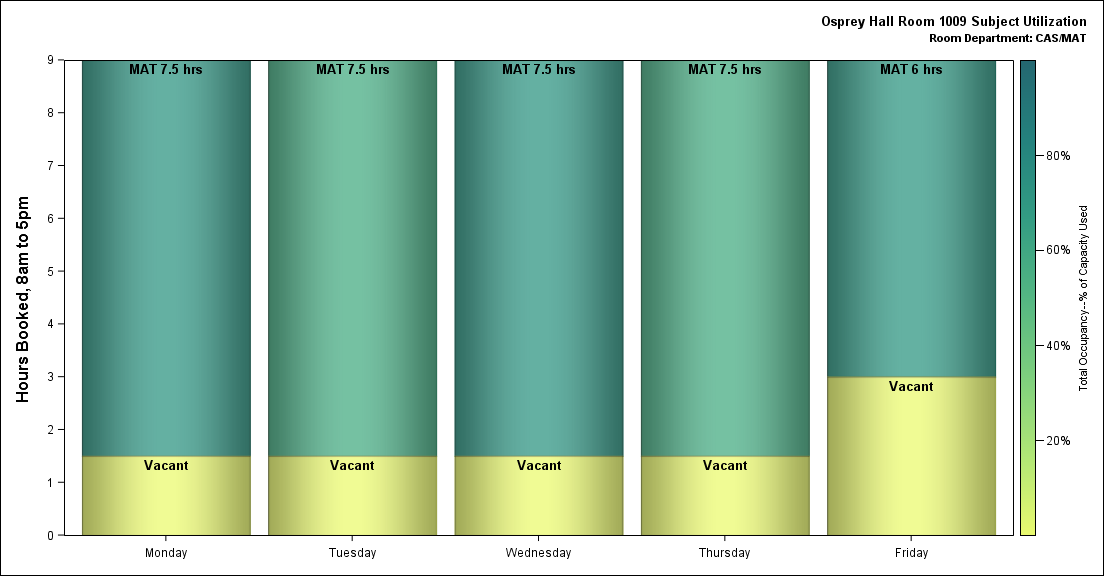 Osprey Hall Room 1009 Subject Utilization
Room Department: CAS/MAT
Hours Booked, 8am to 5pm
9
8
7
6
5
4
3
2
1
0
MAT 7.5 hrs
MAT 7.5 hrs
MAT 7.5 hrs
MAT 7.5 hrs
MAT 6 hrs
Vacant
Vacant
Vacant
Vacant
Vacant
Monday
Tuesday
Wednesday
Thursday
Friday
80%
60%
40%
20%
Total Occupancy--% of Capacity Used